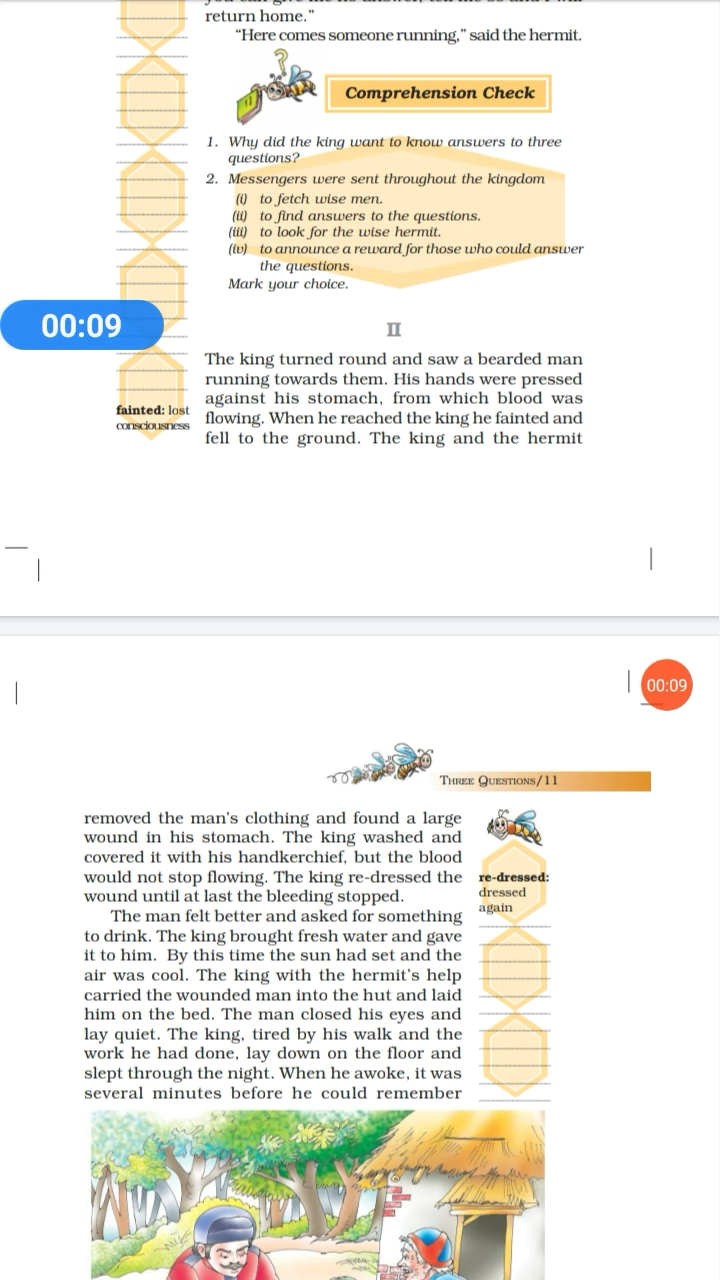 return home."
"Here comes someone running," said the hermit.
?
Comprehension Check
1. Why did the king want to know answers to three
questions?
2. Messengers were sent throughout the kingdom
(i) to fetch wise men.
(ii) to find answers to the questions.
(iii) to look for the wise hermit.
(iv) to announce a reward for those who could answer
the questions.
Mark your choice.
00:09
II
The king turned round and saw a bearded man
running towards them. His hands were pressed
against his stomach, from which blood was
flowing. When he reached the king he fainted and
fell to the ground. The king and the hermit
fainted: lost
consciousness
00:09
THREE QUESTIONS/11
removed the man's clothing and found a large
wound in his stomach. The king washed and
covered it with his handkerchief, but the blood
would not stop flowing. The king re-dressed the
wound until at last the bleeding stopped.
re-dressed:
dressed
again
The man felt better and asked for something
to drink. The king brought fresh water and gave
it to him. By this time the sun had set and the
air was cool. The king with the hermit's help
carried the wounded man into the hut and laid
him on the bed. The man closed his eyes and
lay quiet. The king, tired by his walk and the
work he had done, lay down on the floor and
slept through the night. When he awoke, it was
several minutes before he could remember